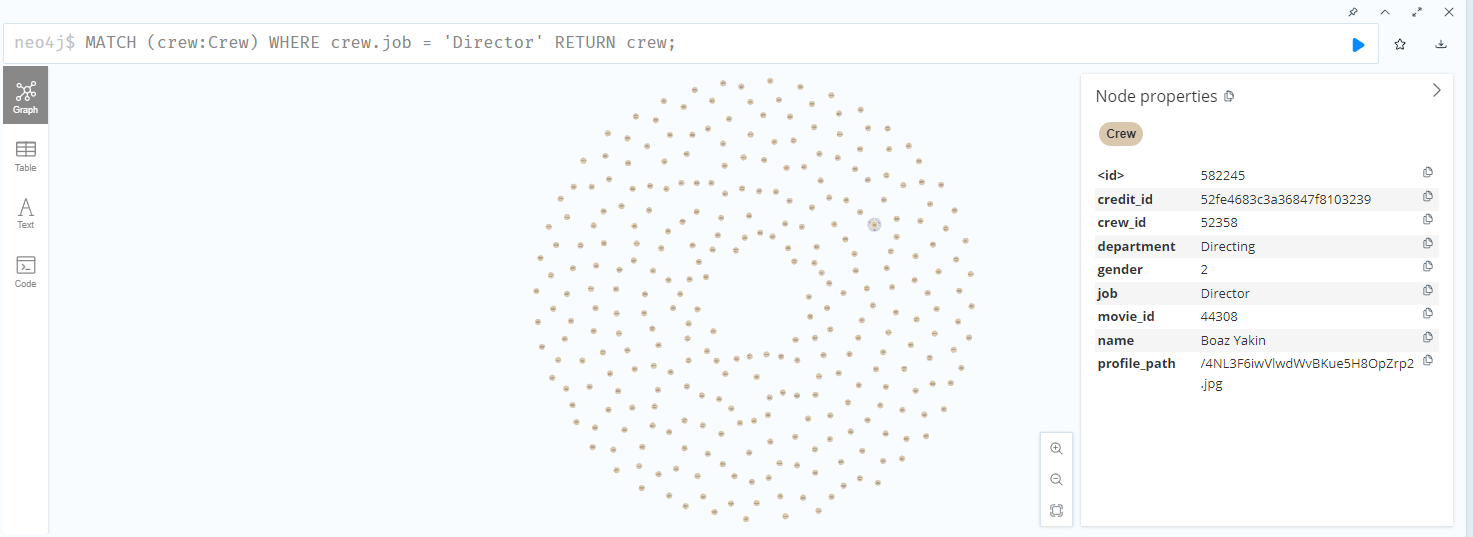 neo4j$ MATCH (crew:Crew) WHERE crew.job = 'Director' RETURN crew;
Graph
Table
Text
Code
Node properties
Crew
<id> 582245
credit_id 52fe4683c3a36847f8103239
crew_id 52358
department Directing
gender 2
job Director
movie_id 44308
name Boaz Yakin
profile_path /4NL3F6iwVlwdWvBKue5H8OpZrp2
.jpg